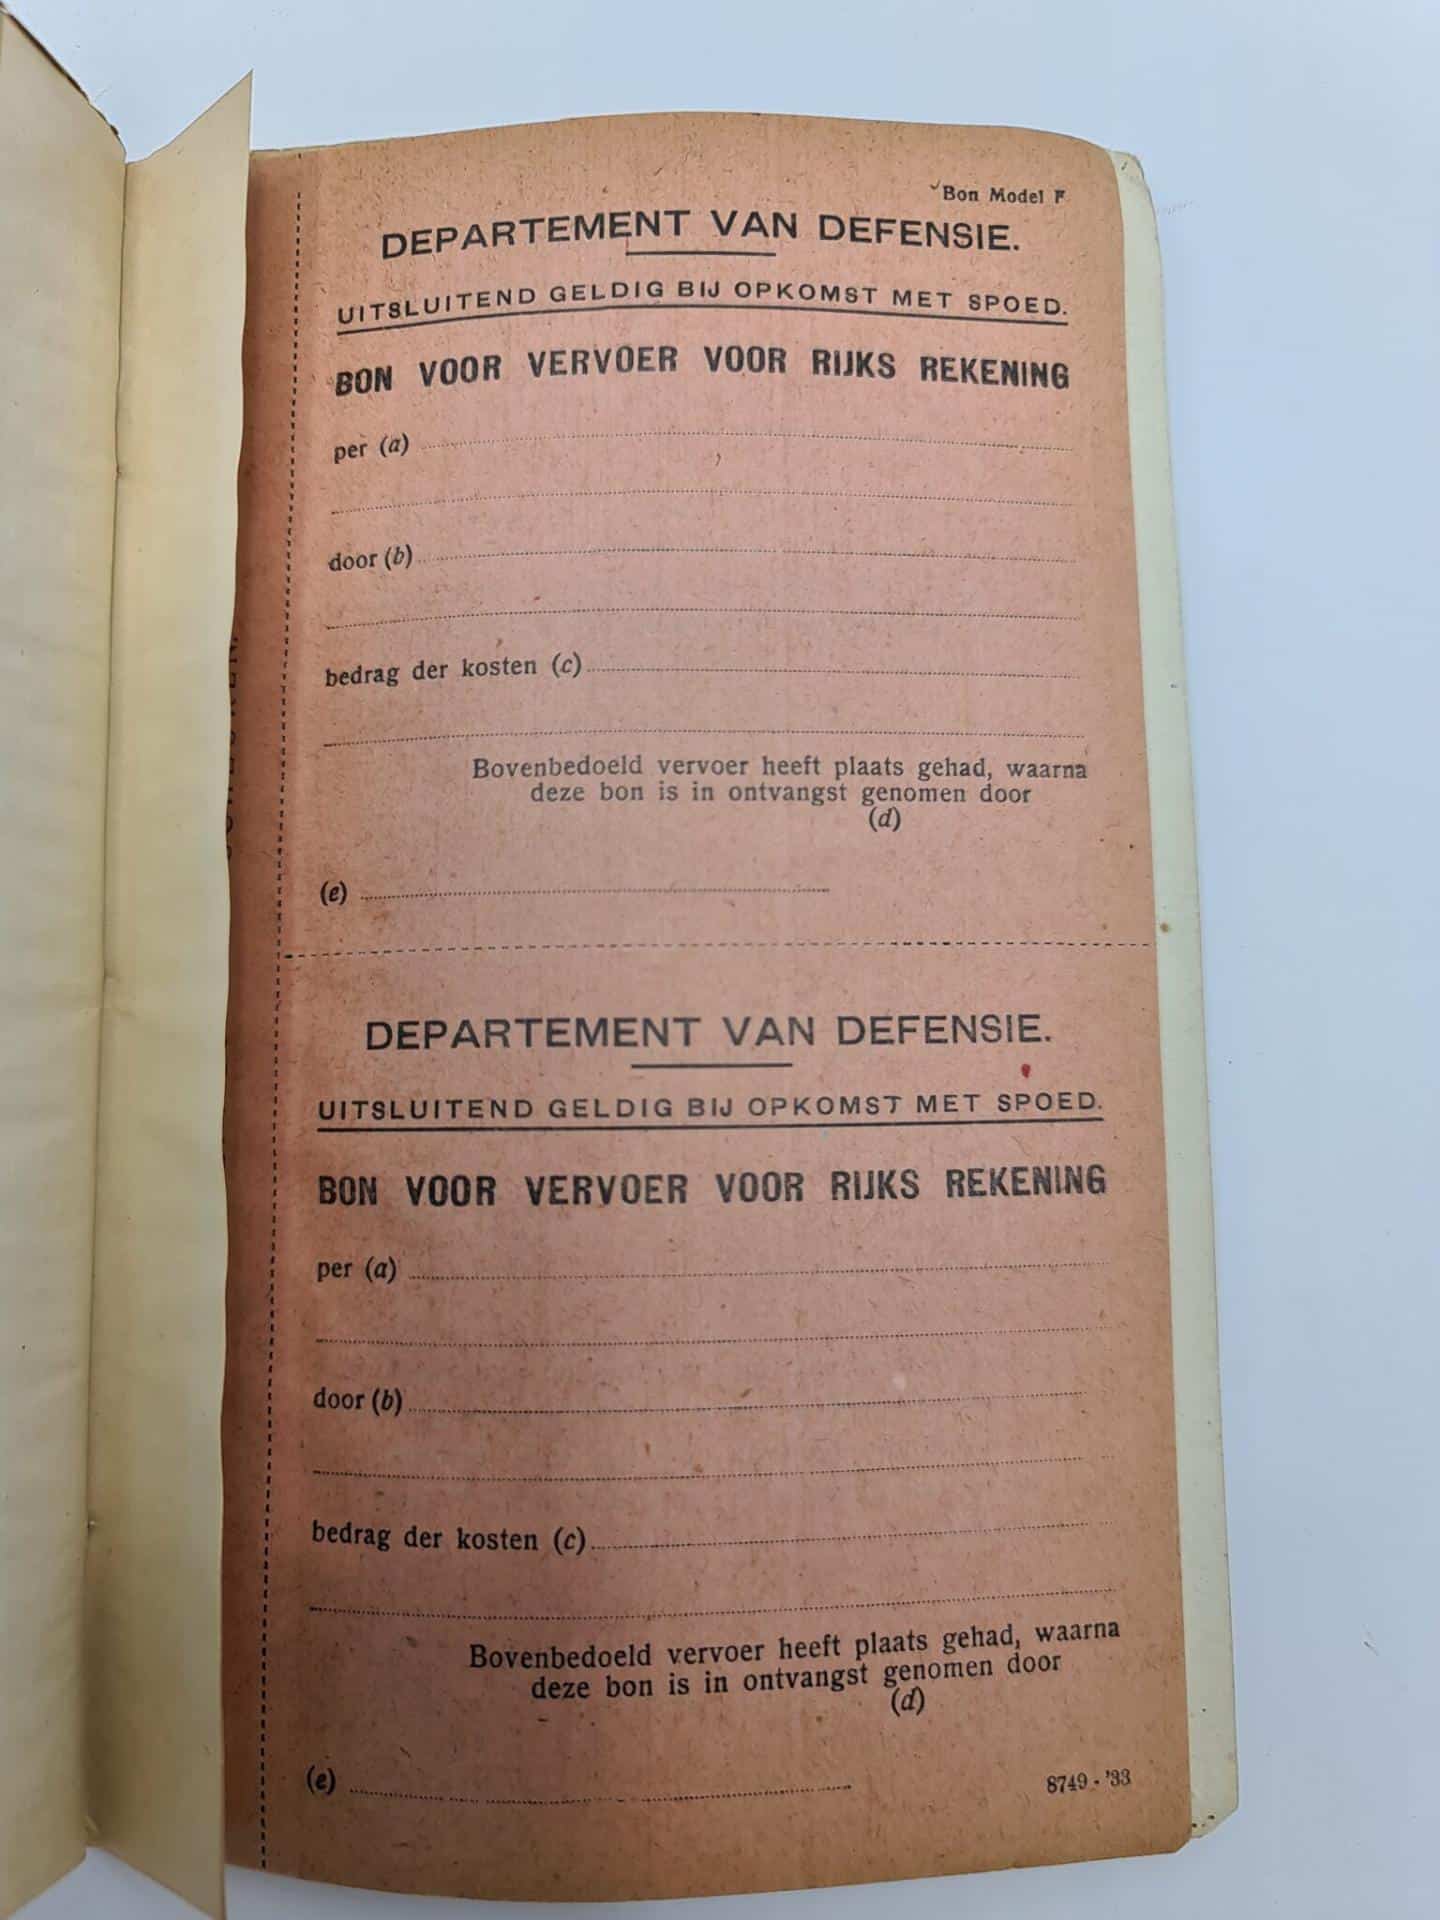 Bon Model F
DEPARTEMENT VAN DEFENSIE.
UITSLUITEND GELDIG BIJ OPKOMST MET SPOED.
BON VOOR VERVOER VOOR RIJKS REKENING
per (a)
door (b)
bedrag der kosten (c)
Bovenbedoeld vervoer heeft plaats gehad, waarna
deze bon is in ontvangst genomen door
(d)
(e)
DEPARTEMENT VAN DEFENSIE.
UITSLUITEND GELDIG BIJ OPKOMST MET SPOED.
BON VOOR VERVOER VOOR RIJKS REKENING
per (a)
door (b)
bedrag der kosten (c)
Bovenbedoeld vervoer heeft plaats gehad, waarna
deze bon is in ontvangst genomen door
(d)
(e)
8749 - '33